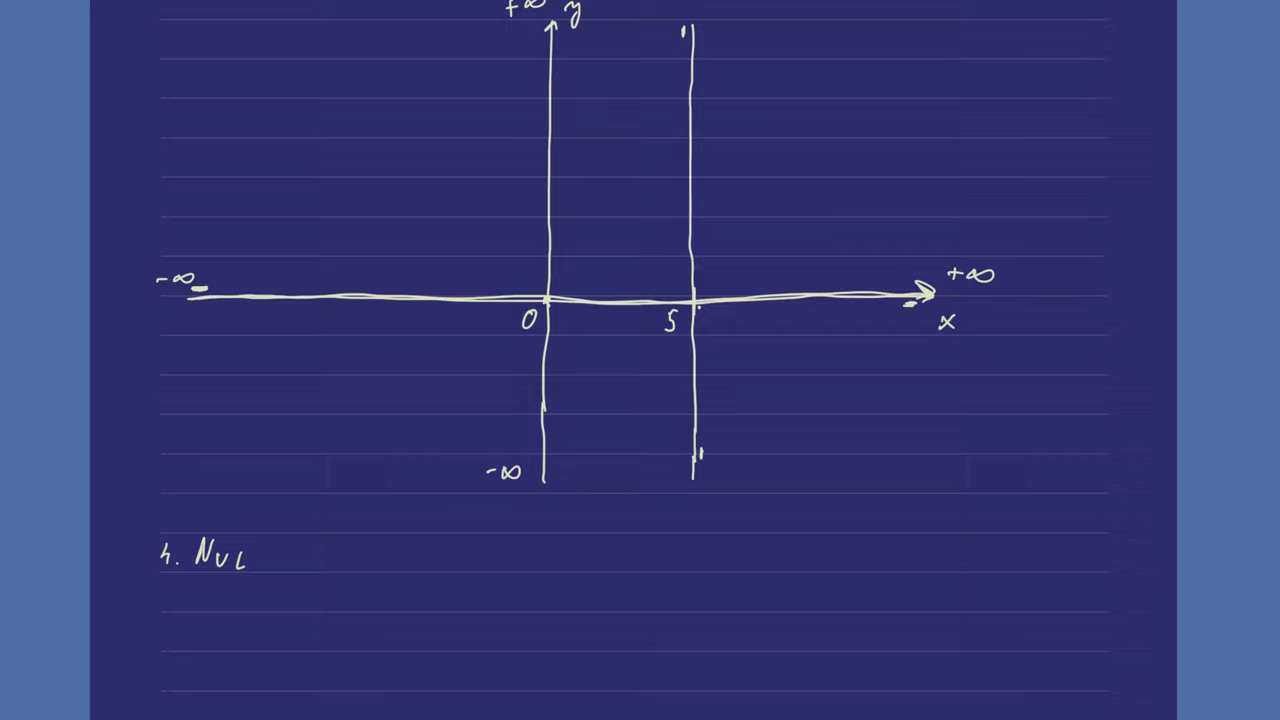 +∞ y
-∞ +∞
0 5 x
-∞
4. NUL